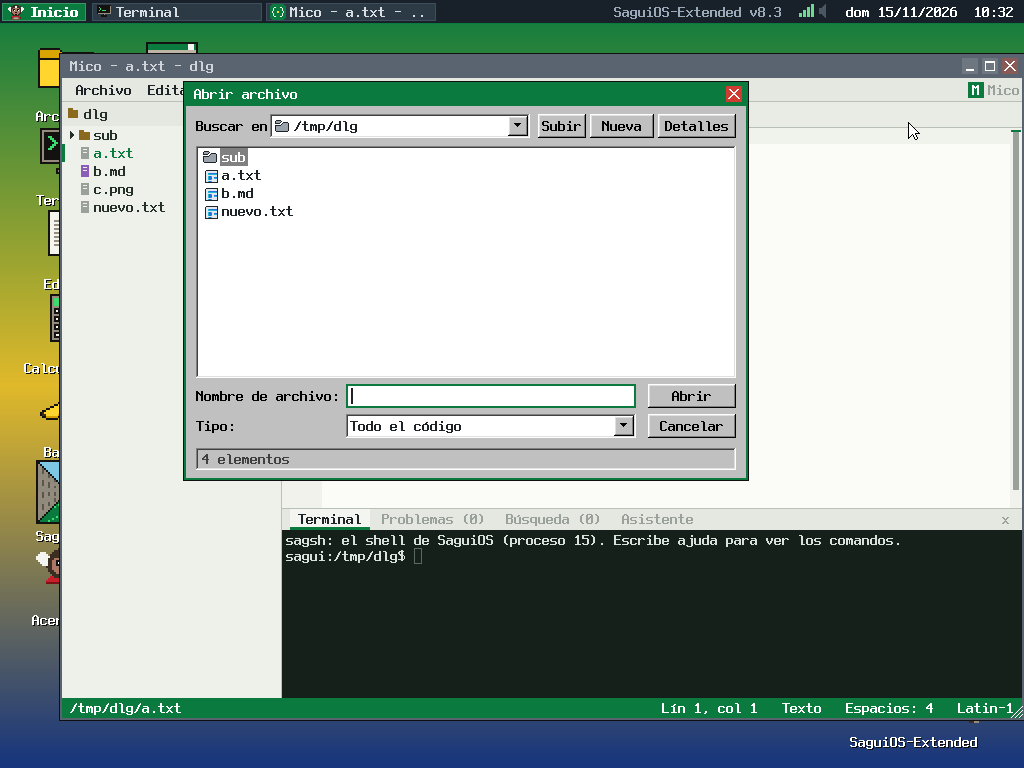 Inicio
Terminal
Mico - a.txt - ..
SaguiOS-Extended v8.3
dom 15/11/2026
10:32
Mico - a.txt - dlg
Archivo
Mico
Abrir archivo
Buscar en
/tmp/dlg
Subir
Nueva
Detalles
dlg
sub
a.txt
b.md
c.png
nuevo.txt
sub
a.txt
b.md
nuevo.txt
Nombre de archivo:
Abrir
Tipo:
Todo el código
Cancelar
4 elementos
Terminal
Problemas (0)
Búsqueda (0)
Asistente
x
sagsh: el shell de SaguiOS (proceso 15). Escribe ajuda para ver los comandos.
sagui:/tmp/dlg$
/tmp/dlg/a.txt
Lín 1, col 1
Texto
Espacios: 4
Latin-1
SaguiOS-Extended